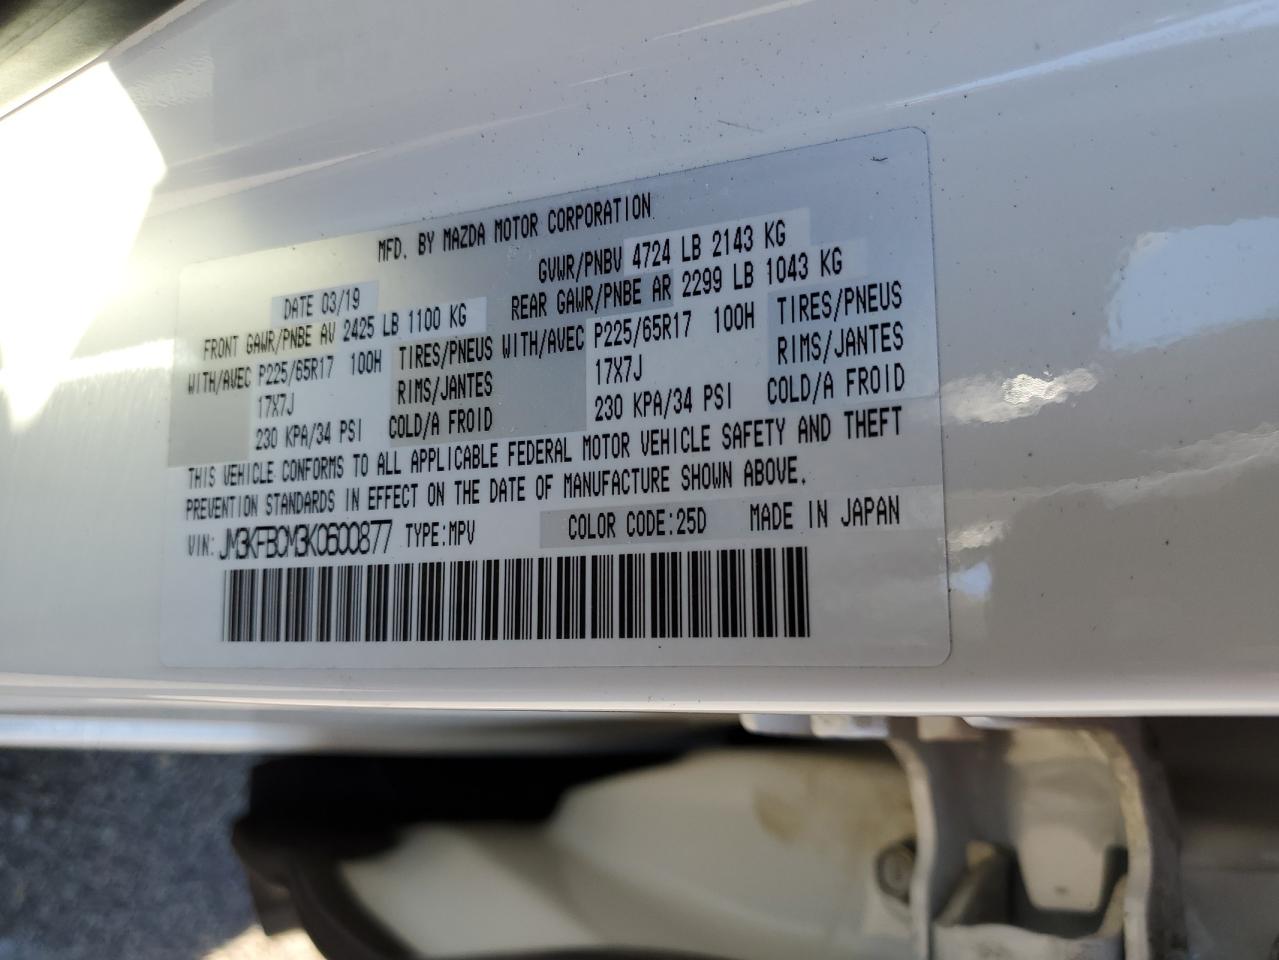 MFD. BY MAZDA MOTOR CORPORATION
DATE 03/19 GVWR/PNBV 4724 LB 2143 KG
FRONT GAWR/PNBE AV 2425 LB 1100 KG REAR GAWR/PNBE AR 2299 LB 1043 KG
WITH/AVEC P225/65R17 100H TIRES/PNEUS WITH/AVEC P225/65R17 100H TIRES/PNEUS
17X7J RIMS/JANTES 17X7J RIMS/JANTES
230 KPA/34 PSI COLD/A FROID 230 KPA/34 PSI COLD/A FROID
THIS VEHICLE CONFORMS TO ALL APPLICABLE FEDERAL MOTOR VEHICLE SAFETY AND THEFT
PREVENTION STANDARDS IN EFFECT ON THE DATE OF MANUFACTURE SHOWN ABOVE.
VIN: JM3KFBCM3K0600877 TYPE:MPV COLOR CODE:25D MADE IN JAPAN